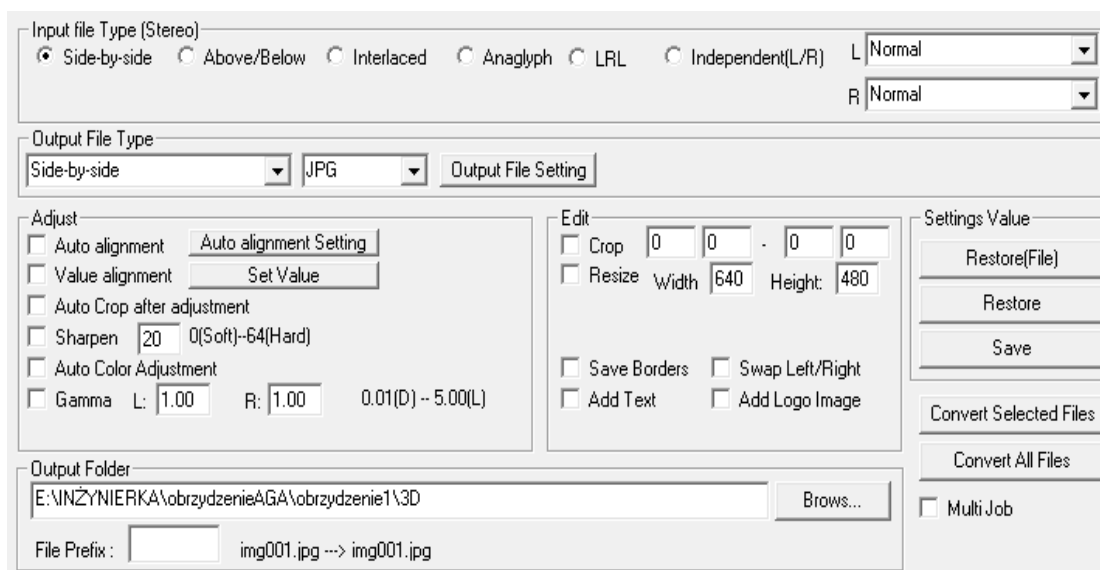 Input file Type (Stereo)
Side-by-side Above/Below Interlaced Anaglyph LRL Independent(L/R) L Normal
R Normal
Output File Type
Side-by-side JPG Output File Setting
Adjust
Auto alignment Auto alignment Setting
Value alignment Set Value
Auto Crop after adjustment
Sharpen 20 0(Soft)--64(Hard)
Auto Color Adjustment
Gamma L: 1.00 R: 1.00 0.01(D) -- 5.00(L)
Edit
Crop 0 0 - 0 0
Resize Width 640 Height: 480
Save Borders Swap Left/Right
Add Text Add Logo Image
Settings Value
Restore(File)
Restore
Save
Convert Selected Files
Convert All Files
Multi Job
Output Folder
E:\INŻYNIERKA\obrzydzenieAGA\obrzydzenie1\3D Brows...
File Prefix : img001.jpg ---> img001.jpg